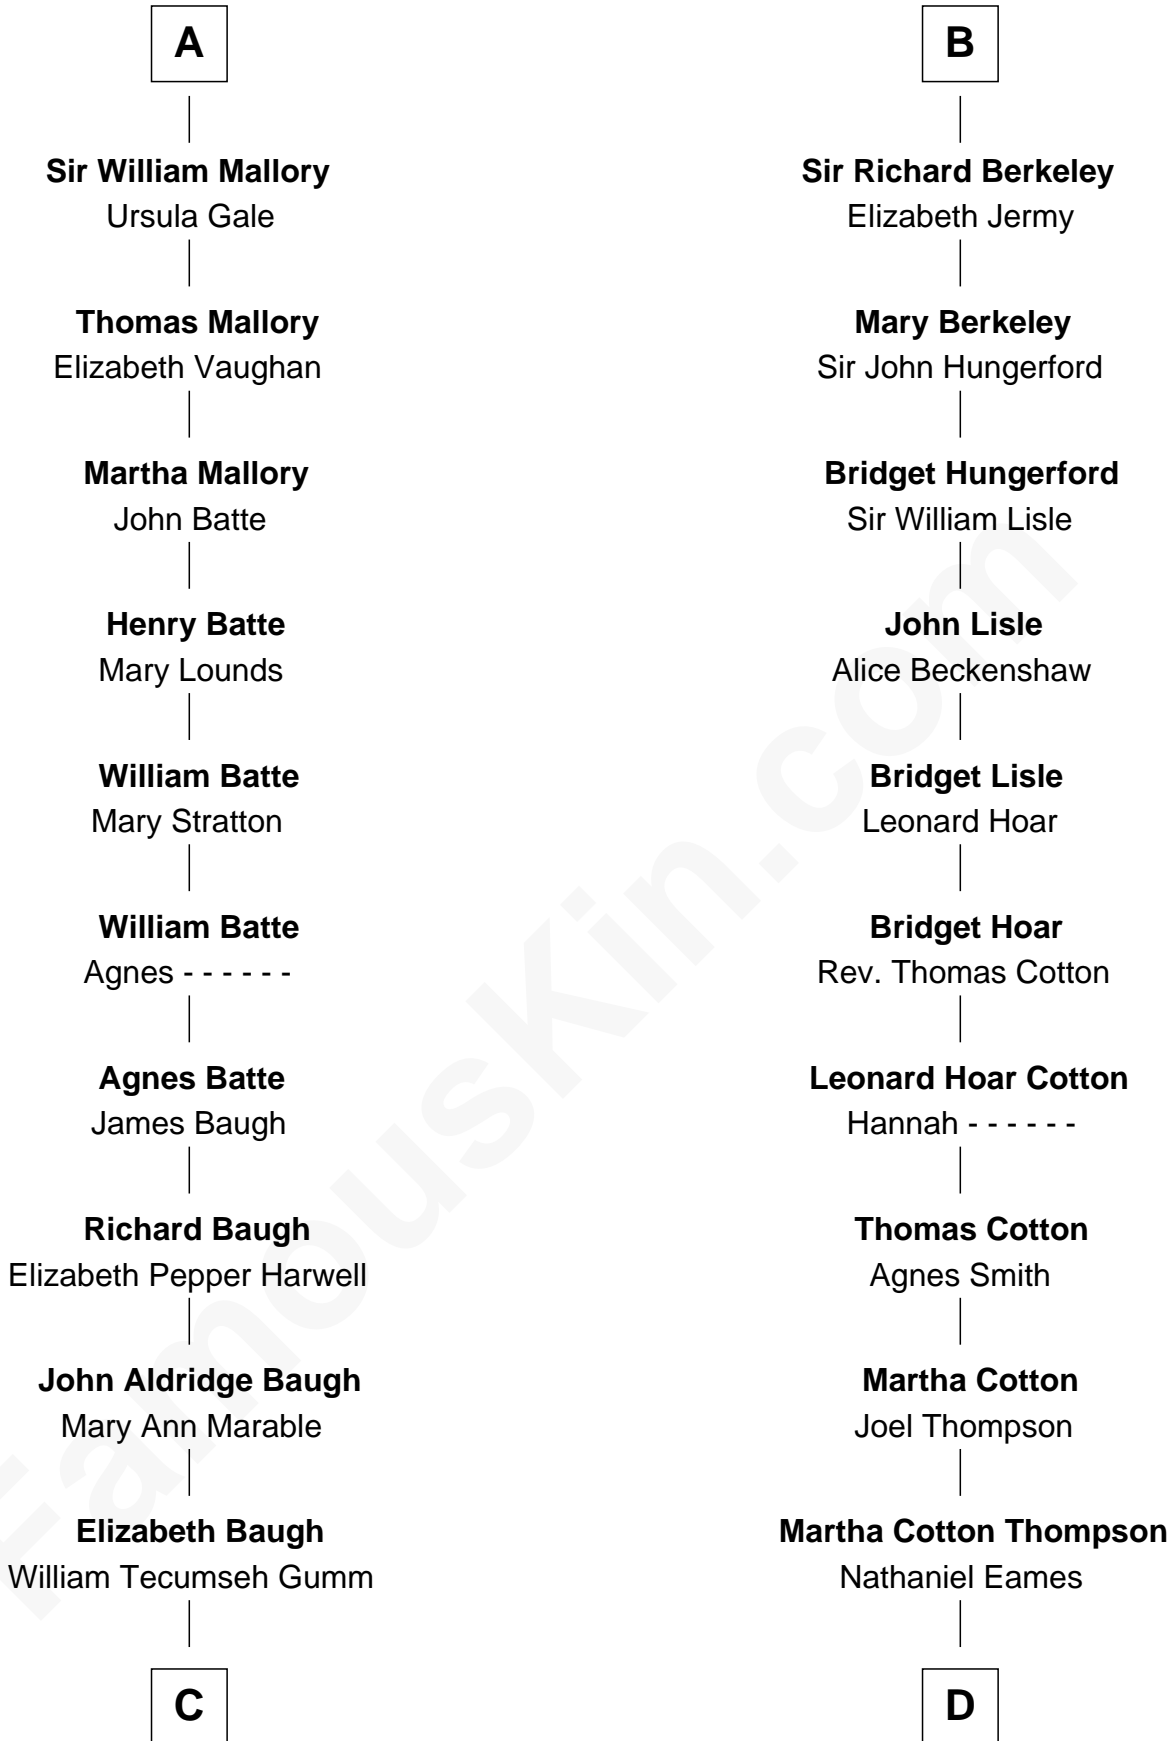 A
Sir William Mallory
Ursula Gale
Thomas Mallory
Elizabeth Vaughan
Martha Mallory
John Batte
Henry Batte
Mary Lounds
William Batte
Mary Stratton
William Batte
Agnes - - - - - -
Agnes Batte
James Baugh
Richard Baugh
Elizabeth Pepper Harwell
John Aldridge Baugh
Mary Ann Marable
Elizabeth Baugh
William Tecumseh Gumm
C
B
Sir Richard Berkeley
Elizabeth Jermy
Mary Berkeley
Sir John Hungerford
Bridget Hungerford
Sir William Lisle
John Lisle
Alice Beckenshaw
Bridget Lisle
Leonard Hoar
Bridget Hoar
Rev. Thomas Cotton
Leonard Hoar Cotton
Hannah - - - - - -
Thomas Cotton
Agnes Smith
Martha Cotton
Joel Thompson
Martha Cotton Thompson
Nathaniel Eames
D
FamousKin.com